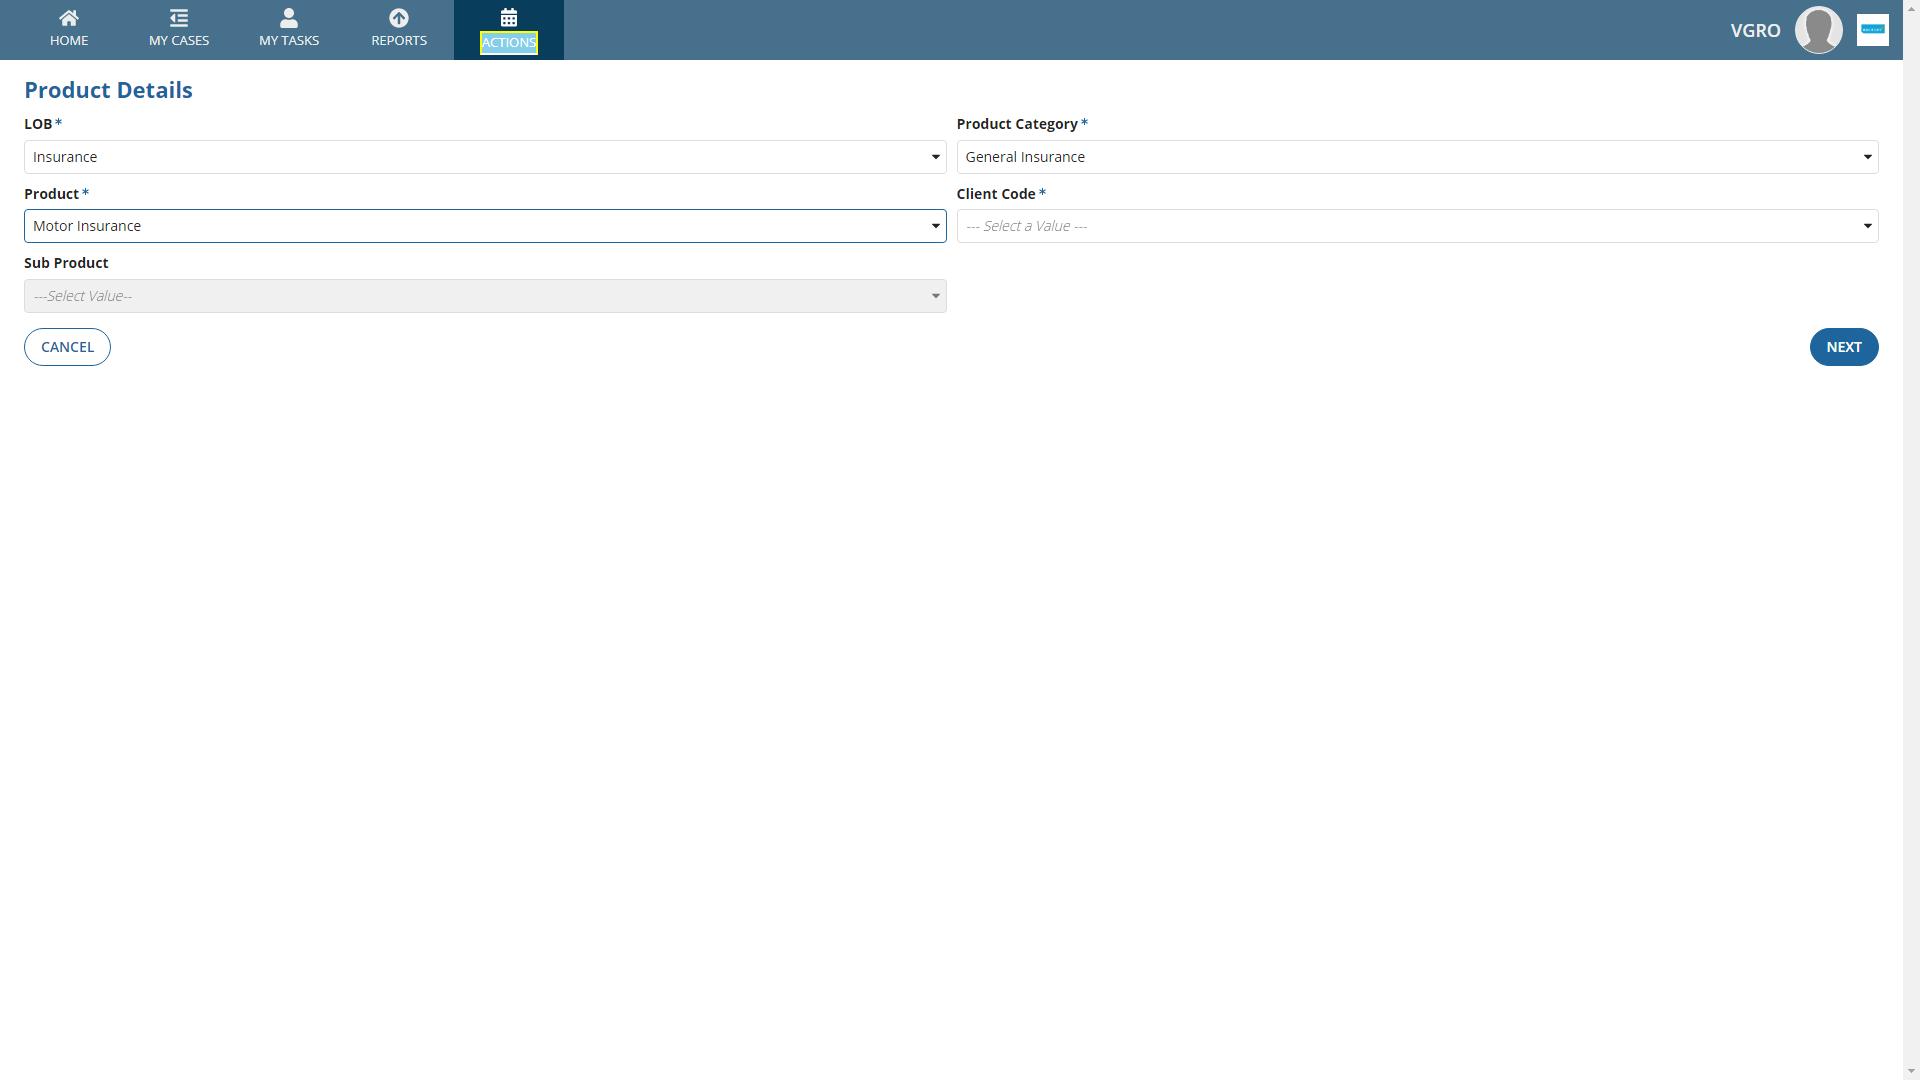 HOME
MY CASES
MY TASKS
REPORTS
ACTIONS
VGRO
Product Details
LOB*
Product Category*
Insurance
General Insurance
Product*
Client Code*
Motor Insurance
--- Select a Value ---
Sub Product
---Select Value--
CANCEL
NEXT